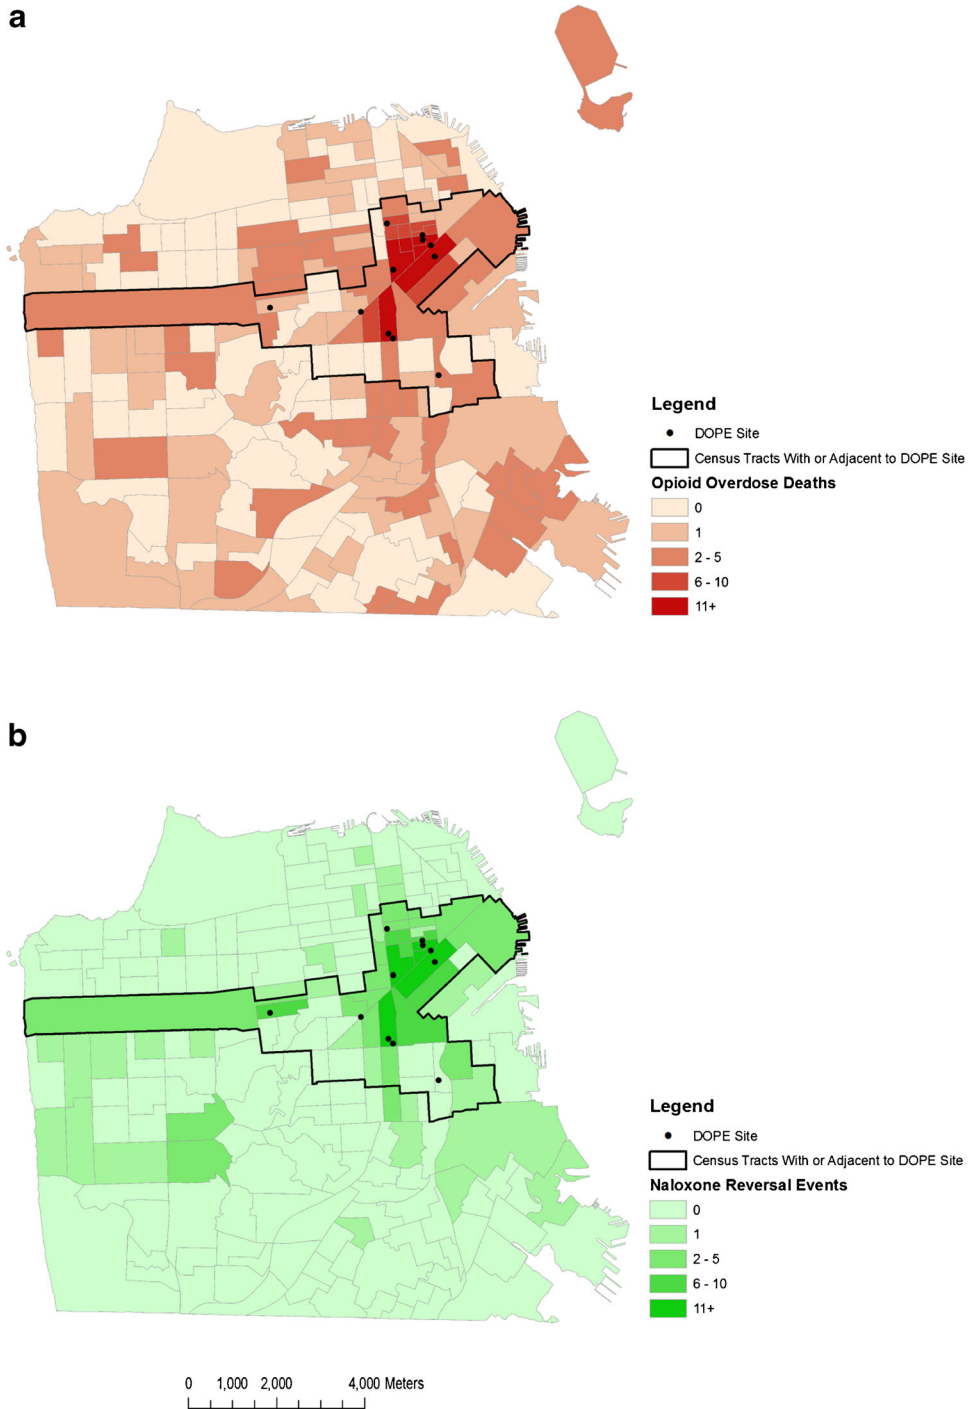 a
Legend
DOPE Site
Census Tracts With or Adjacent to DOPE Site
Opioid Overdose Deaths
0
1
2 - 5
6 - 10
11+
b
Legend
DOPE Site
Census Tracts With or Adjacent to DOPE Site
Naloxone Reversal Events
0
1
2 - 5
6 - 10
11+
0 1,000 2,000 4,000 Meters